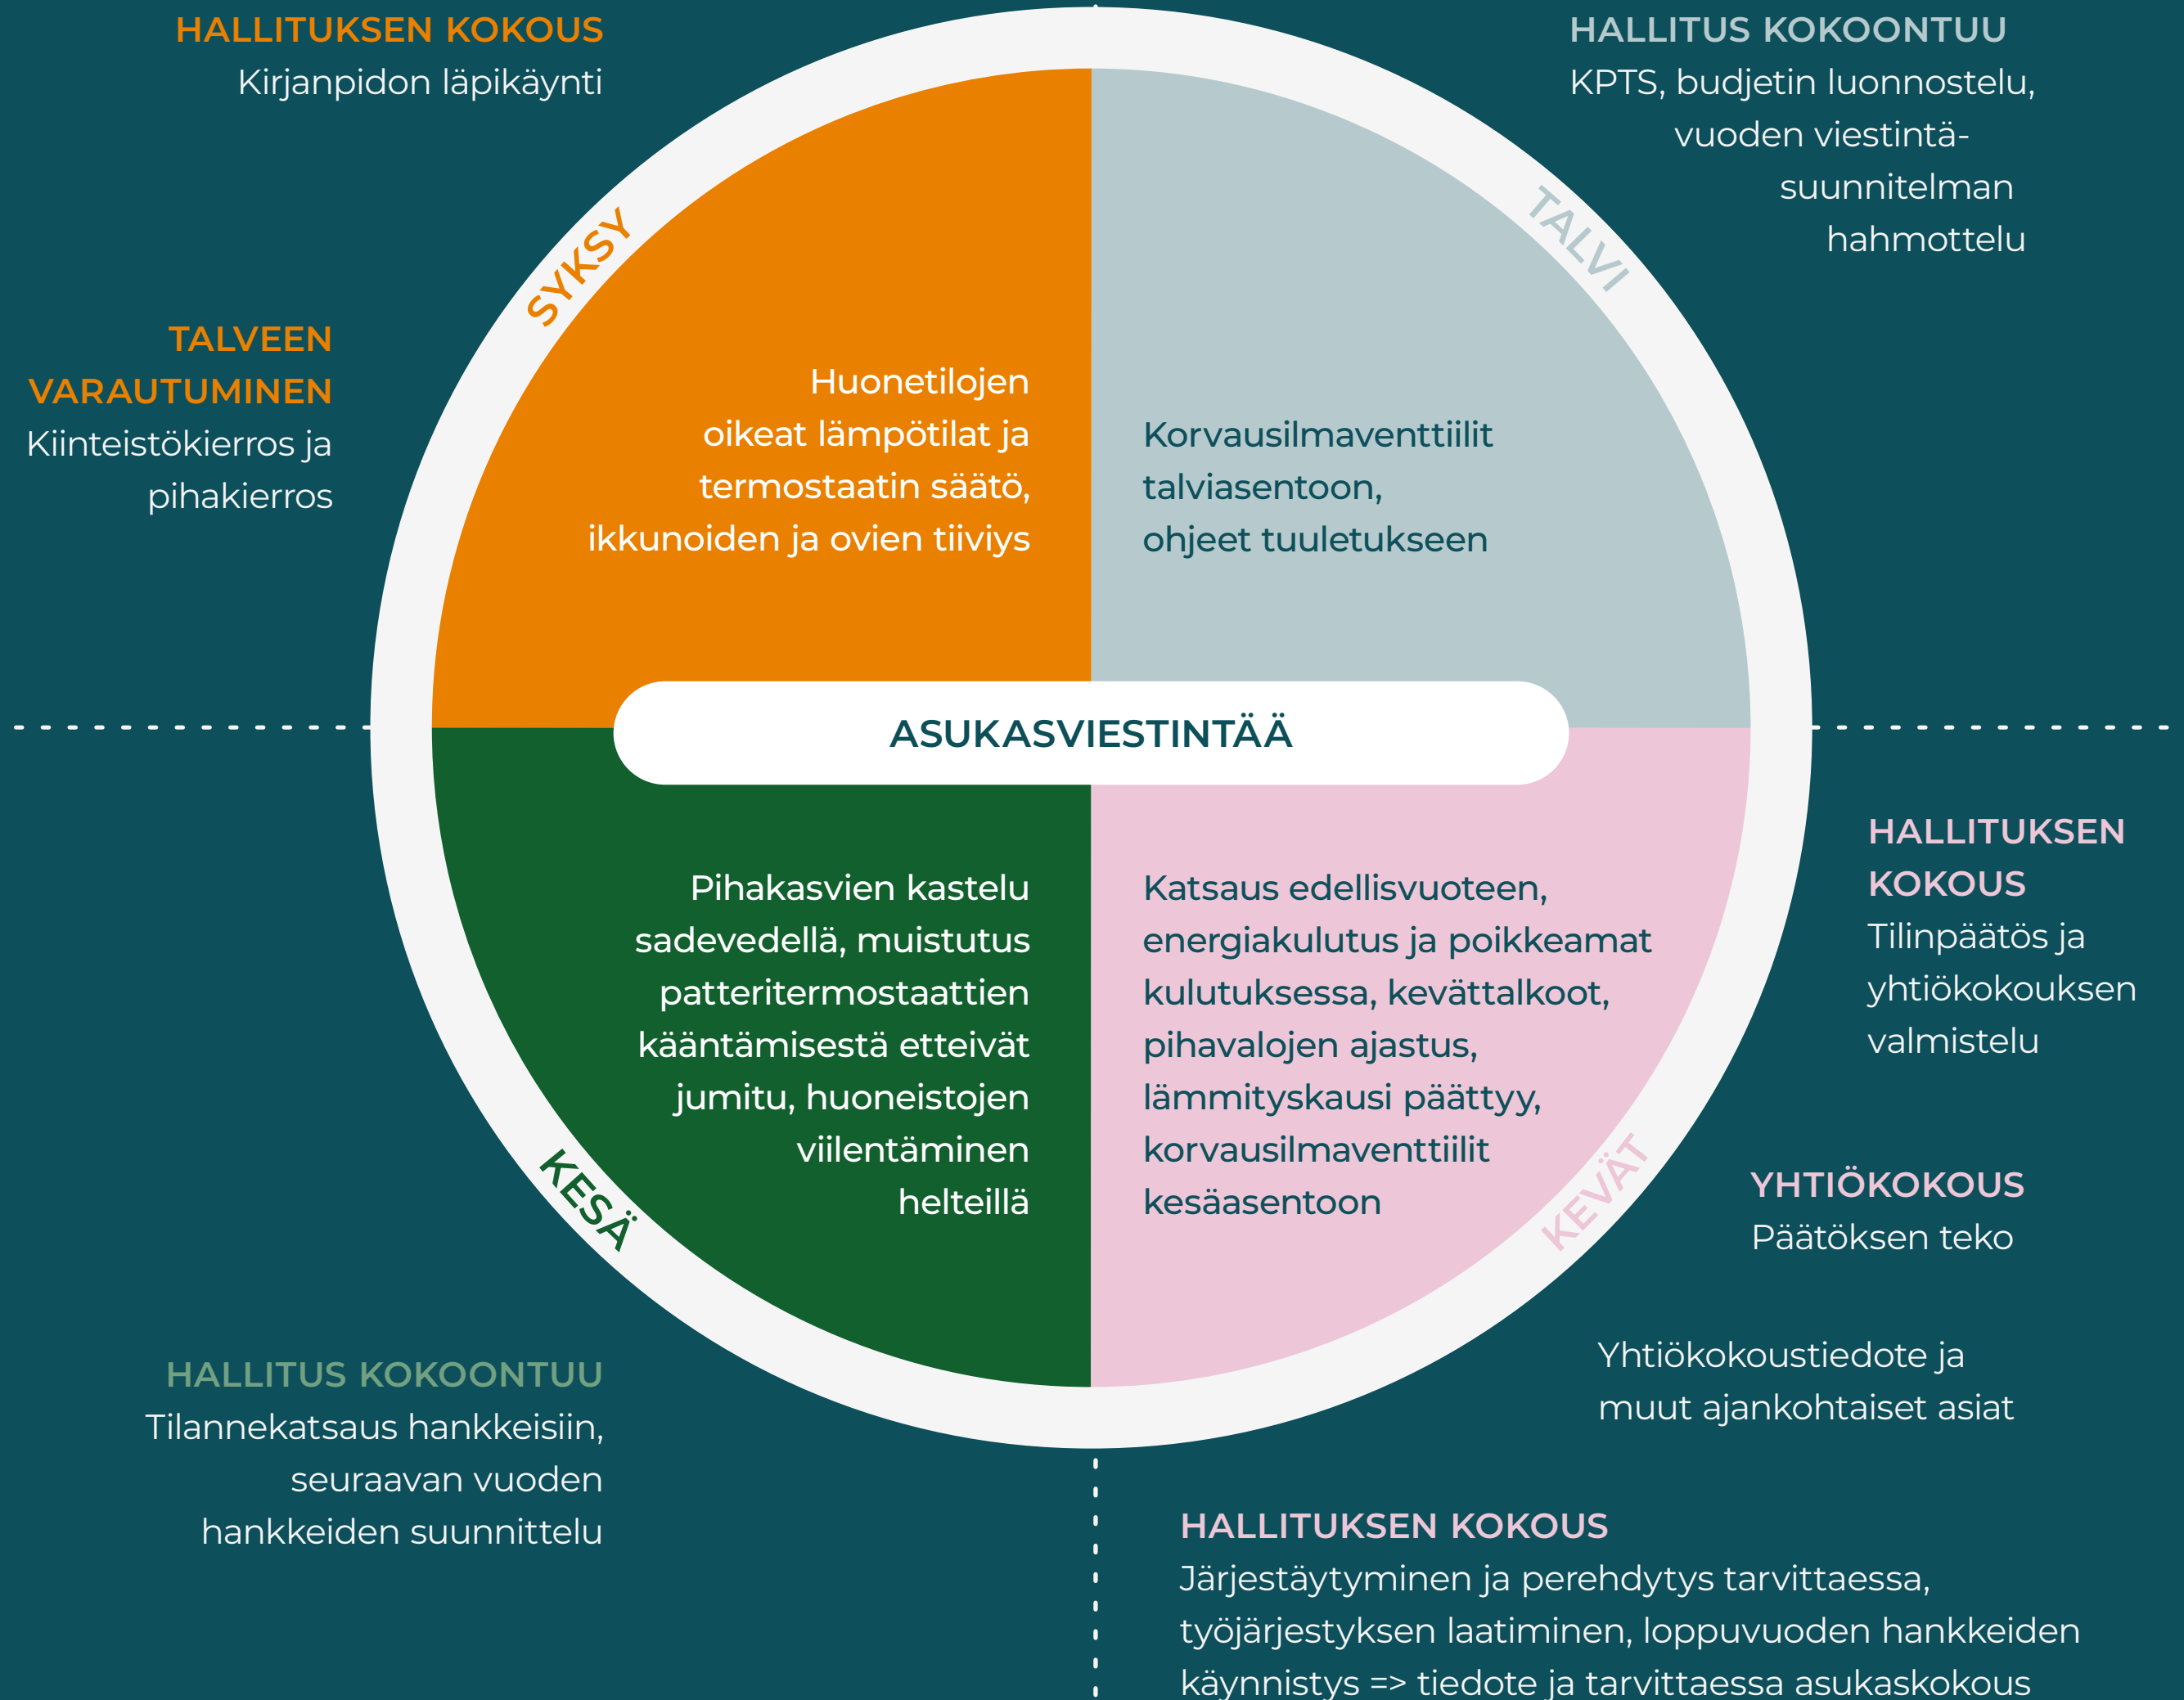 HALLITUKSEN KOKOUS
Kirjanpidon läpikäynti
TALVEEN
VARAUTUMINEN
Kiinteistökierros ja
pihakierros
SYKSY
Huonetilojen
oikeat lämpötilat ja
termostaatin säätö,
ikkunoiden ja ovien tiiviys
HALLITUS KOKOONTUU
KPTS, budjetin luonnostelu,
vuoden viestintä-
suunnitelman
hahmottelu
TALVI
Korvausilmaventtiilit
talviasentoon,
ohjeet tuuletukseen
ASUKASVIESTINTÄÄ
Pihakasvien kastelu
sadevedellä, muistutus
patteritermostaattien
kääntämisestä etteivät
jumitu, huoneistojen
viilentäminen
helteillä
KESÄ
HALLITUS KOKOONTUU
Tilannekatsaus hankkeisiin,
seuraavan vuoden
hankkeiden suunnittelu
Katsaus edellisvuoteen,
energiakulutus ja poikkeamat
kulutuksessa, kevättalkoot,
pihavalojen ajastus,
lämmityskausi päättyy,
korvausilmaventtiilit
kesäasentoon
KEVÄT
HALLITUKSEN
KOKOUS
Tilinpäätös ja
yhtiökokouksen
valmistelu
YHTIÖKOKOUS
Päätöksen teko
Yhtiökokoustiedote ja
muut ajankohtaiset asiat
HALLITUKSEN KOKOUS
Järjestäytyminen ja perehdytys tarvittaessa,
työjärjestyksen laatiminen, loppuvuoden hankkeiden
käynnistys => tiedote ja tarvittaessa asukaskokous